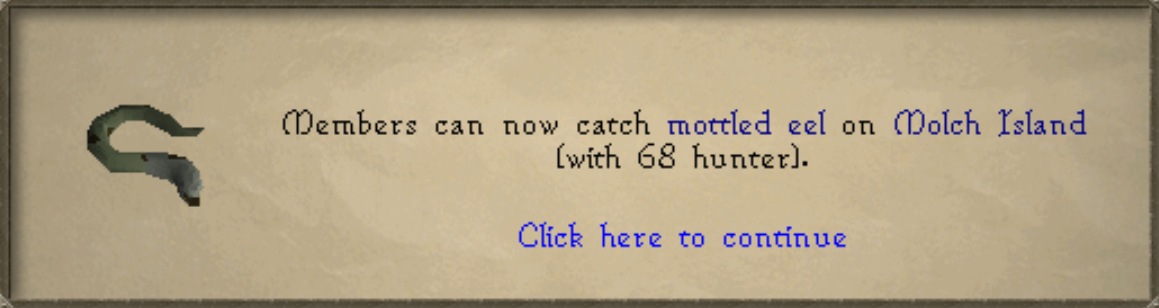 Members can now catch mottled eel on Molch Island
(with 68 hunter).
Click here to continue